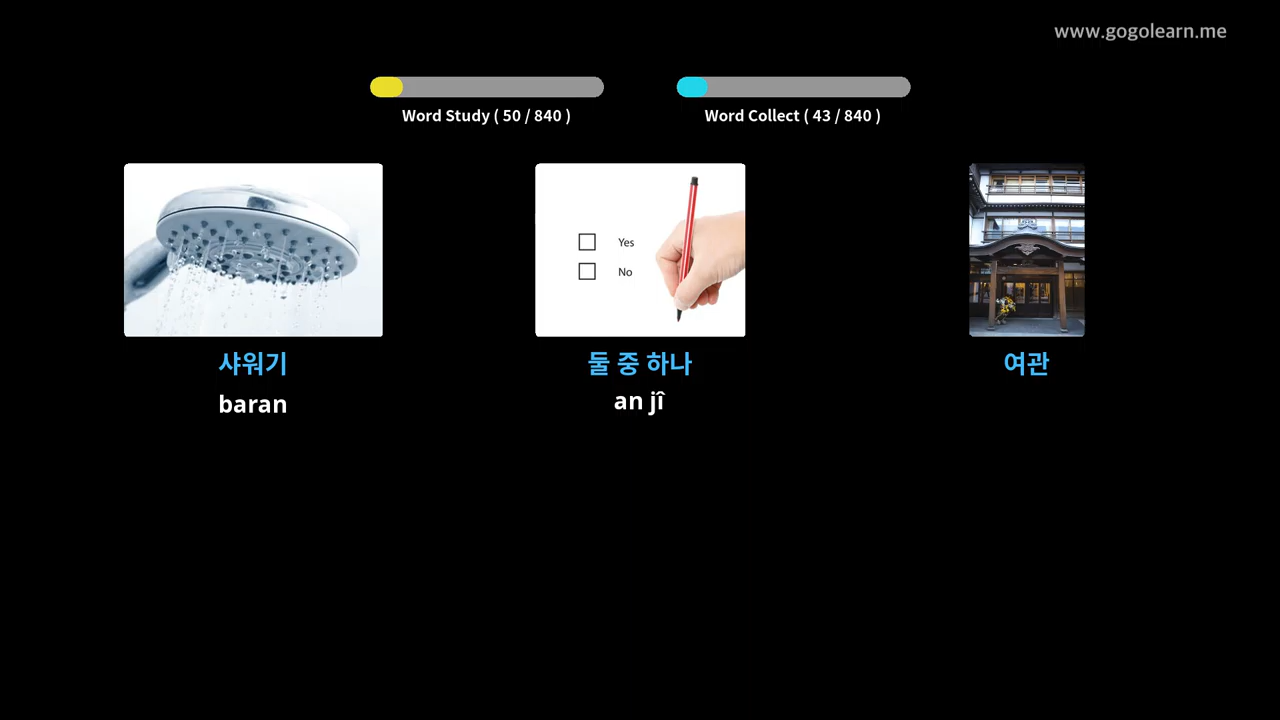 www.gogolearn.me
Word Study ( 50 / 840 )
Word Collect ( 43 / 840 )
Yes
No
샤워기
둘 중 하나
여관
baran
an jî